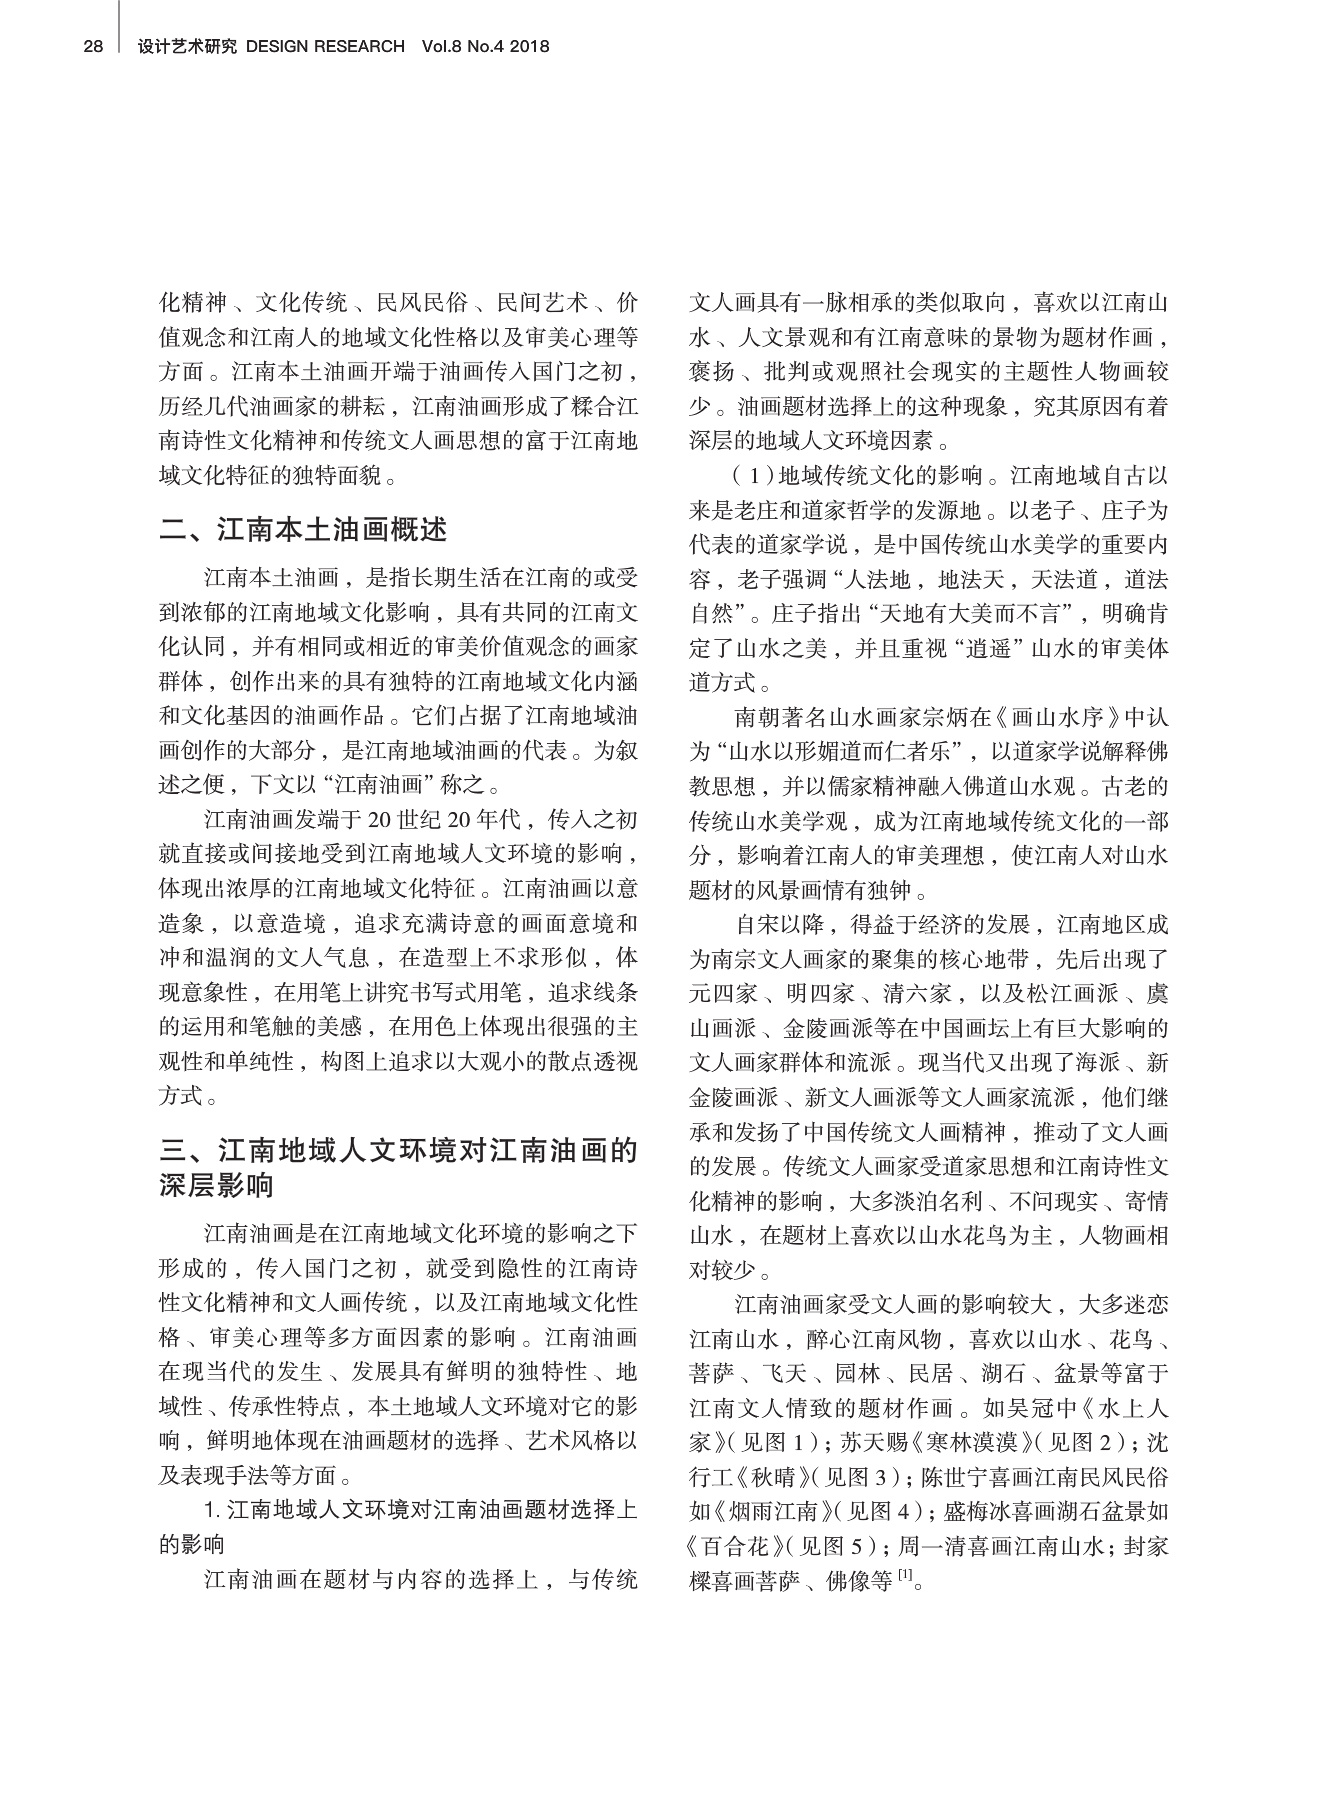 28 设计艺术研究 DESIGN RESEARCH Vol.8 No.4 2018
化精神、文化传统、民风民俗、民间艺术、价
值观念和江南人的地域文化性格以及审美心理等
方面。江南本土油画开端于油画传入国门之初，
历经几代油画家的耕耘，江南油画形成了糅合江
南诗性文化精神和传统文人画思想的富于江南地
域文化特征的独特面貌。
二、江南本土油画概述
江南本土油画，是指长期生活在江南的或受
到浓郁的江南地域文化影响，具有共同的江南文
化认同，并有相同或相近的审美价值观念的画家
群体，创作出来的具有独特的江南地域文化内涵
和文化基因的油画作品。它们占据了江南地域油
画创作的大部分，是江南地域油画的代表。为叙
述之便，下文以“江南油画”称之。
江南油画发端于 20 世纪 20 年代，传入之初
就直接或间接地受到江南地域人文环境的影响，
体现出浓厚的江南地域文化特征。江南油画以意
造象，以意造境，追求充满诗意的画面意境和
冲和温润的文人气息，在造型上不求形似，体
现意象性，在用笔上讲究书写式用笔，追求线条
的运用和笔触的美感，在用色上体现出很强的主
观性和单纯性，构图上追求以大观小的散点透视
方式。
三、江南地域人文环境对江南油画的
深层影响
江南油画是在江南地域文化环境的影响之下
形成的，传入国门之初，就受到隐性的江南诗
性文化精神和文人画传统，以及江南地域文化性
格、审美心理等多方面因素的影响。江南油画
在现当代的发生、发展具有鲜明的独特性、地
域性、传承性特点，本土地域人文环境对它的影
响，鲜明地体现在油画题材的选择、艺术风格以
及表现手法等方面。
1. 江南地域人文环境对江南油画题材选择上
的影响
江南油画在题材与内容的选择上，与传统
文人画具有一脉相承的类似取向，喜欢以江南山
水、人文景观和有江南意味的景物为题材作画，
褒扬、批判或观照社会现实的主题性人物画较
少。油画题材选择上的这种现象，究其原因有着
深层的地域人文环境因素。
（1）地域传统文化的影响。江南地域自古以
来是老庄和道家哲学的发源地。以老子、庄子为
代表的道家学说，是中国传统山水美学的重要内
容，老子强调“人法地，地法天，天法道，道法
自然”。庄子指出“天地有大美而不言”，明确肯
定了山水之美，并且重视“逍遥”山水的审美体
道方式。
南朝著名山水画家宗炳在《画山水序》中认
为“山水以形媚道而仁者乐”，以道家学说解释佛
教思想，并以儒家精神融入佛道山水观。古老的
传统山水美学观，成为江南地域传统文化的一部
分，影响着江南人的审美理想，使江南人对山水
题材的风景画情有独钟。
自宋以降，得益于经济的发展，江南地区成
为南宗文人画家的聚集的核心地带，先后出现了
元四家、明四家、清六家，以及松江画派、虞
山画派、金陵画派等在中国画坛上有巨大影响的
文人画家群体和流派。现当代又出现了海派、新
金陵画派、新文人画派等文人画家流派，他们继
承和发扬了中国传统文人画精神，推动了文人画
的发展。传统文人画家受道家思想和江南诗性文
化精神的影响，大多淡泊名利、不问现实、寄情
山水，在题材上喜欢以山水花鸟为主，人物画相
对较少。
江南油画家受文人画的影响较大，大多迷恋
江南山水，醉心江南风物，喜欢以山水、花鸟、
菩萨、飞天、园林、民居、湖石、盆景等富于
江南文人情致的题材作画。如吴冠中《水上人
家》（见图 1）；苏天赐《寒林漠漠》（见图 2）；沈
行工《秋晴》（见图 3）；陈世宁喜画江南民风民俗
如《烟雨江南》（见图 4）；盛梅冰喜画湖石盆景如
《百合花》（见图 5）；周一清喜画江南山水；封家
樑喜画菩萨、佛像等 [1]。